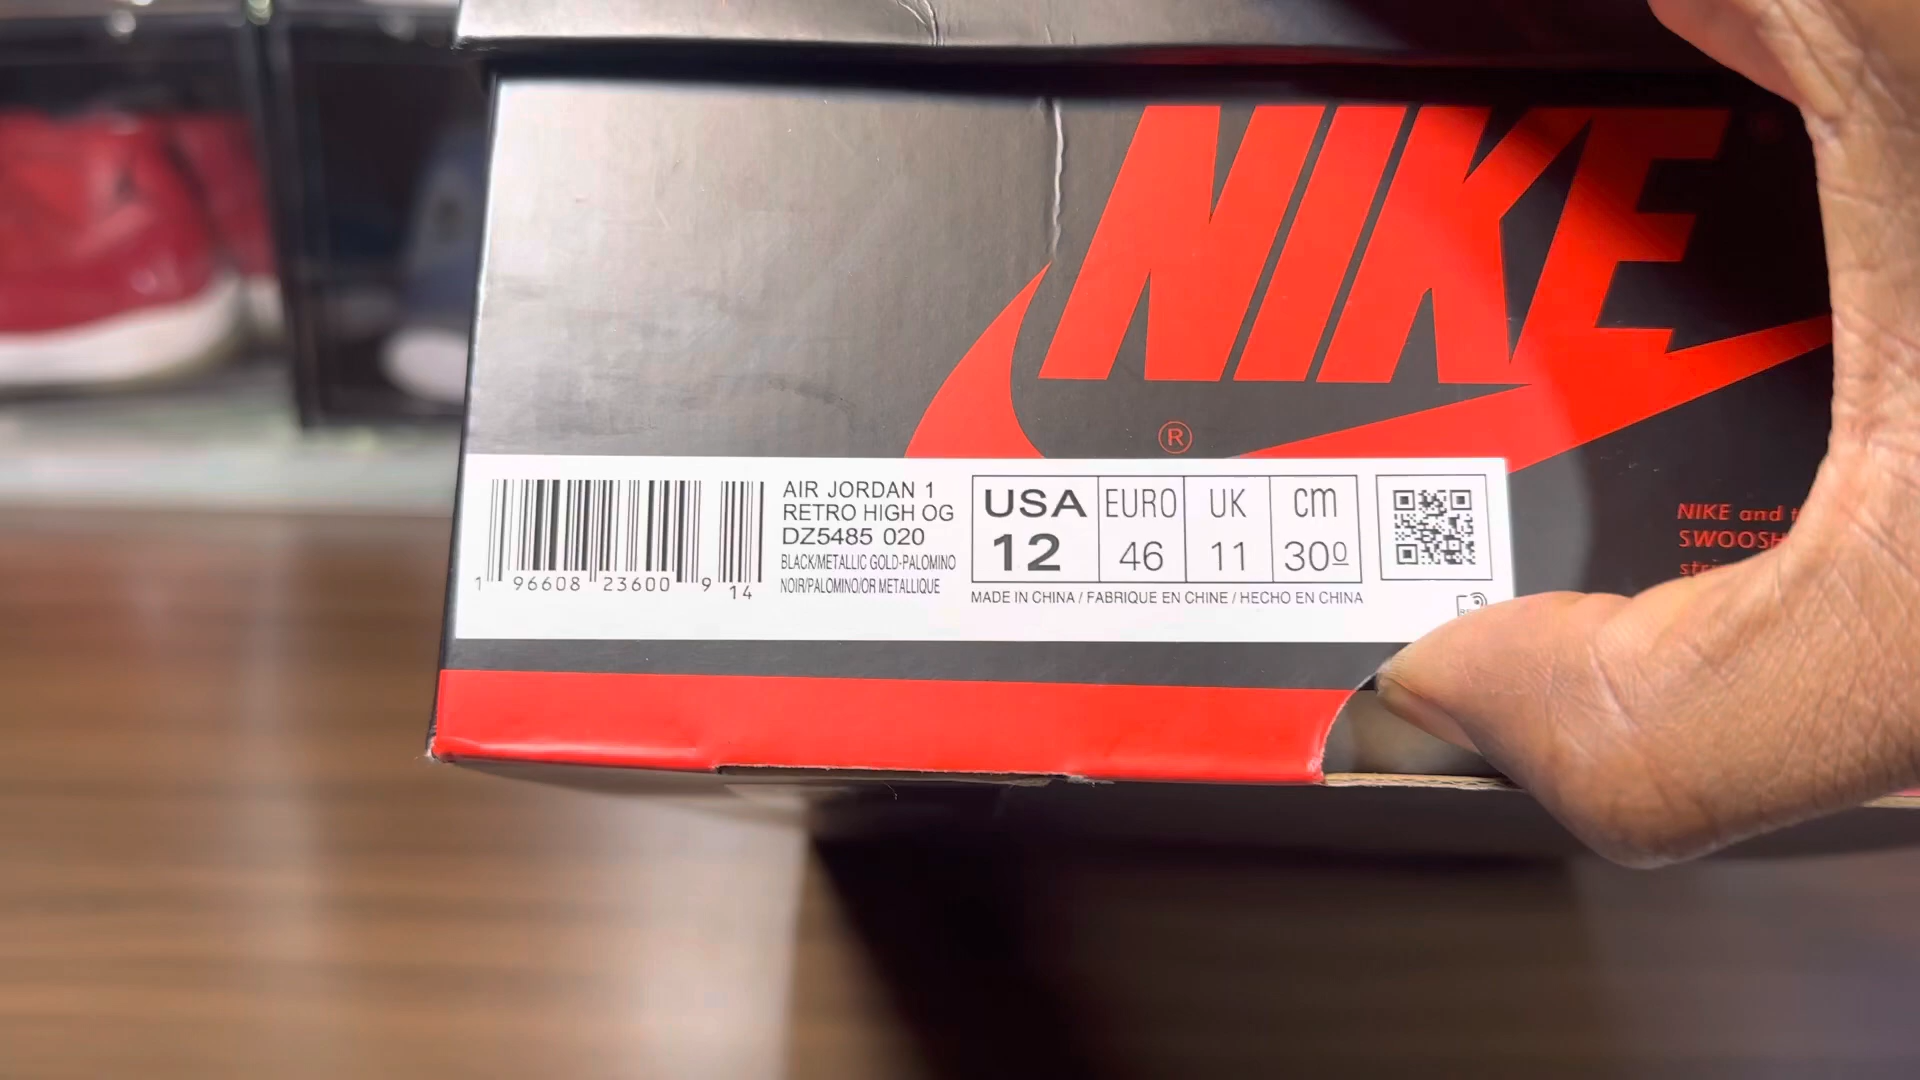 NIKE
®
AIR JORDAN 1
RETRO HIGH OG
DZ5485 020
BLACK/METALLIC GOLD-PALOMINO
NOIR/PALOMINO/OR METALLIQUE
1 96608 23600 9 14
USA EURO UK cm
12 46 11 30º
MADE IN CHINA / FABRIQUE EN CHINE / HECHO EN CHINA
NIKE and
SWOOSH